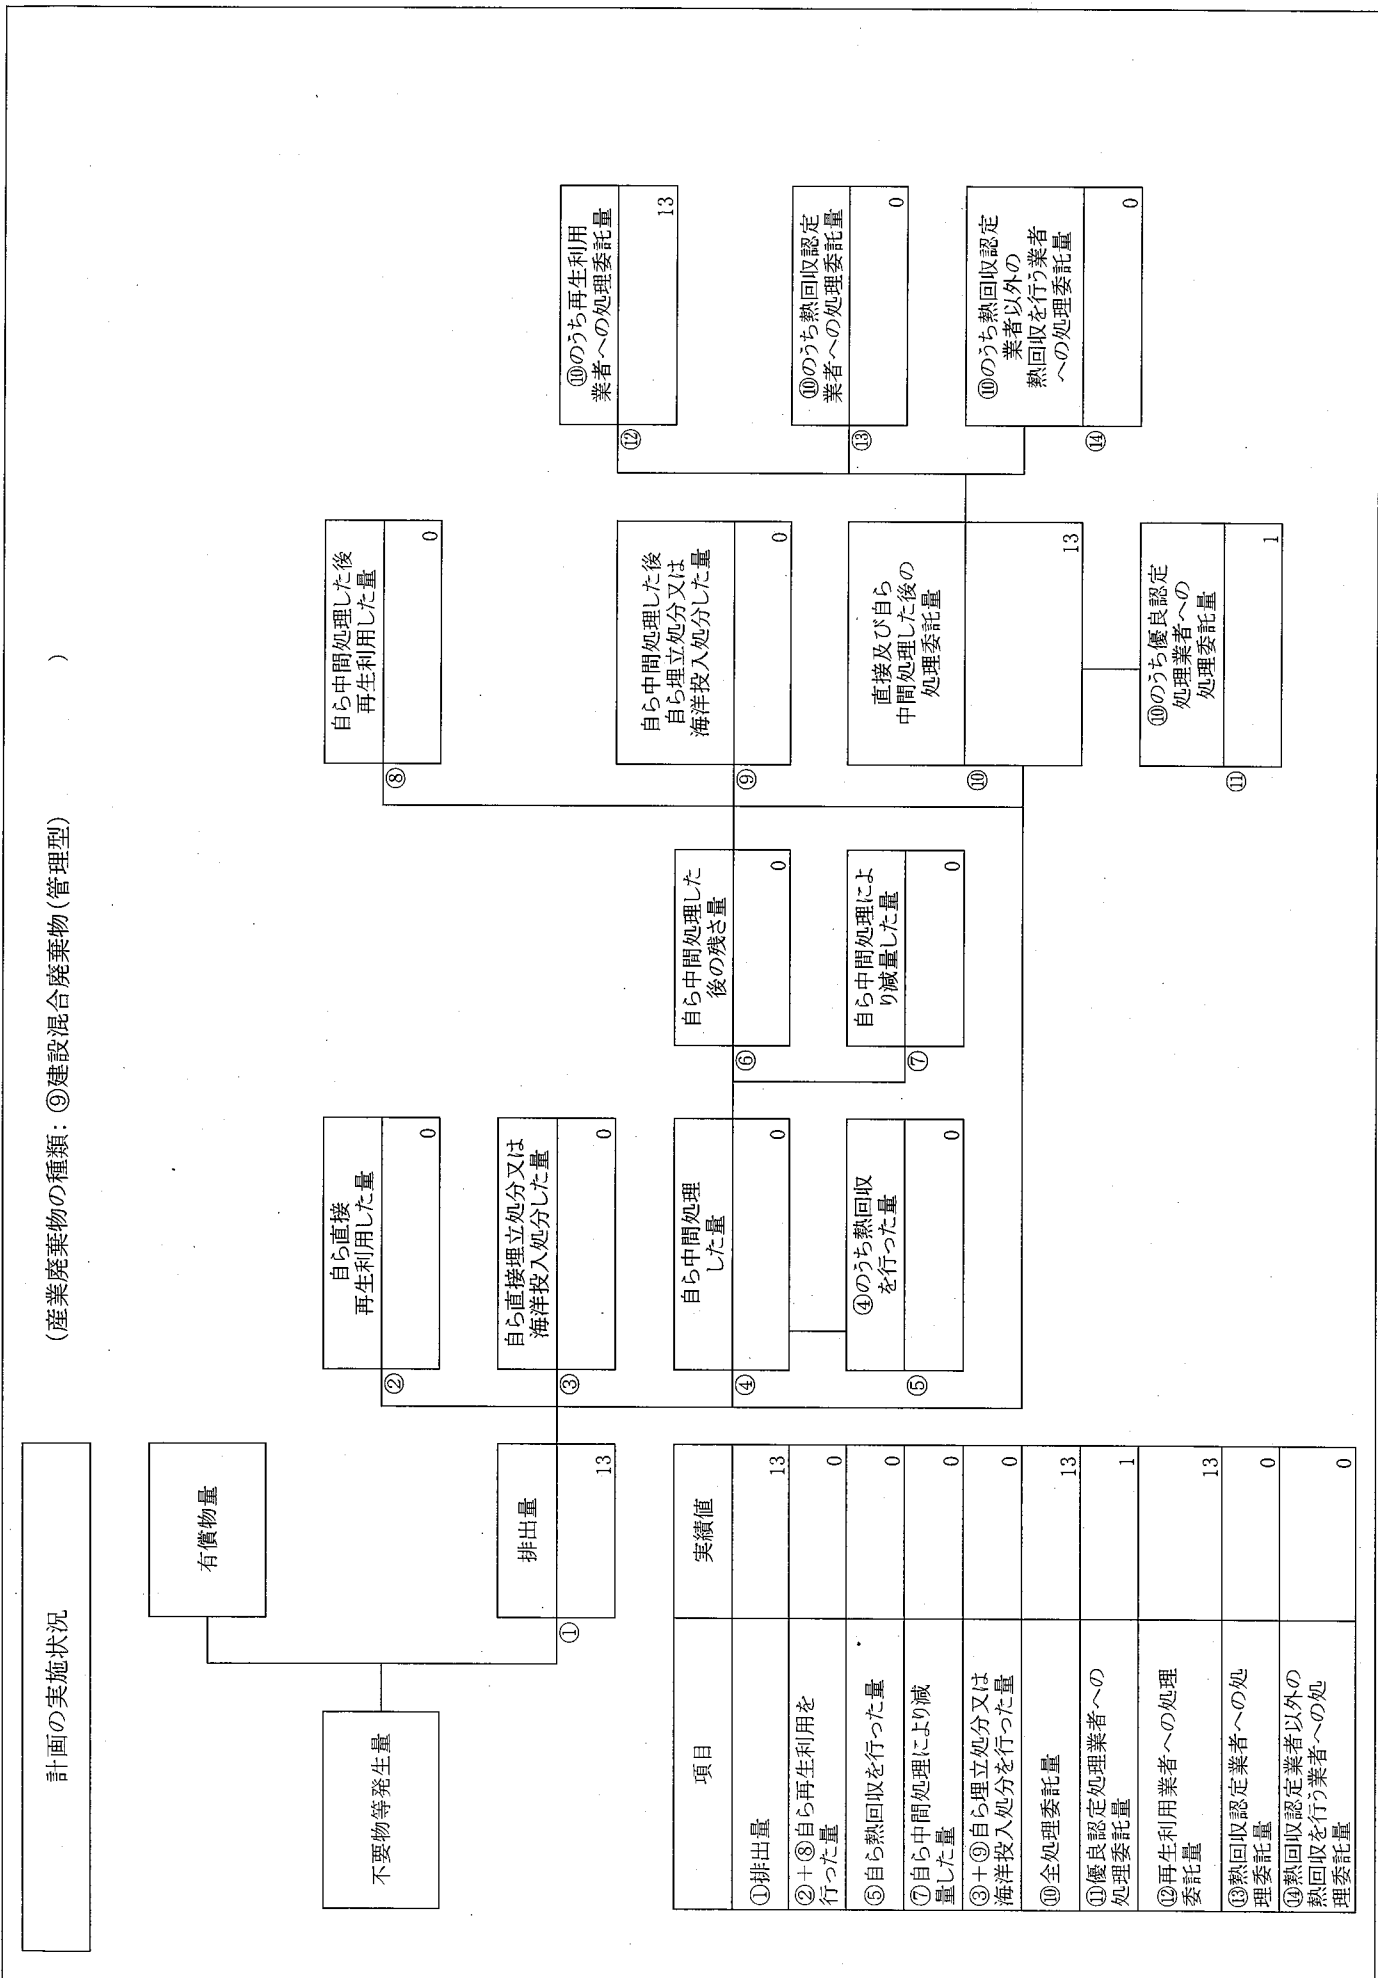 計画の実施状況
(産業廃棄物の種類：⑨建設混合廃棄物(管理型)
)
不要物等発生量
有償物量
①
排出量
13
②
自ら直接
再生利用した量
0
③
自ら直接埋立処分又は
海洋投入処分した量
0
④
自ら中間処理
した量
0
⑤
④のうち熱回収
を行った量
0
⑥
自ら中間処理した
後の残さ量
0
⑦
自ら中間処理によ
り減量した量
0
⑧
自ら中間処理した後
再生利用した量
0
⑨
自ら中間処理した後
自ら埋立処分又は
海洋投入処分した量
0
⑩
直接及び自ら
中間処理した後の
処理委託量
13
⑪
⑩のうち優良認定
処理業者への
処理委託量
1
⑫
⑩のうち再生利用
業者への処理委託量
13
⑬
⑩のうち熱回収認定
業者への処理委託量
0
⑭
⑩のうち熱回収認定
業者以外の
熱回収を行う業者
への処理委託量
0
項目
実績値
①排出量
13
②＋⑧自ら再生利用を
行った量
0
⑤自ら熱回収を行った量
0
⑦自ら中間処理により減
量した量
0
③＋⑨自ら埋立処分又は
海洋投入処分を行った量
0
⑩全処理委託量
13
⑪優良認定処理業者への
処理委託量
1
⑫再生利用業者への処理
委託量
13
⑬熱回収認定業者への処
理委託量
0
⑭熱回収認定業者以外の
熱回収を行う業者への処
理委託量
0